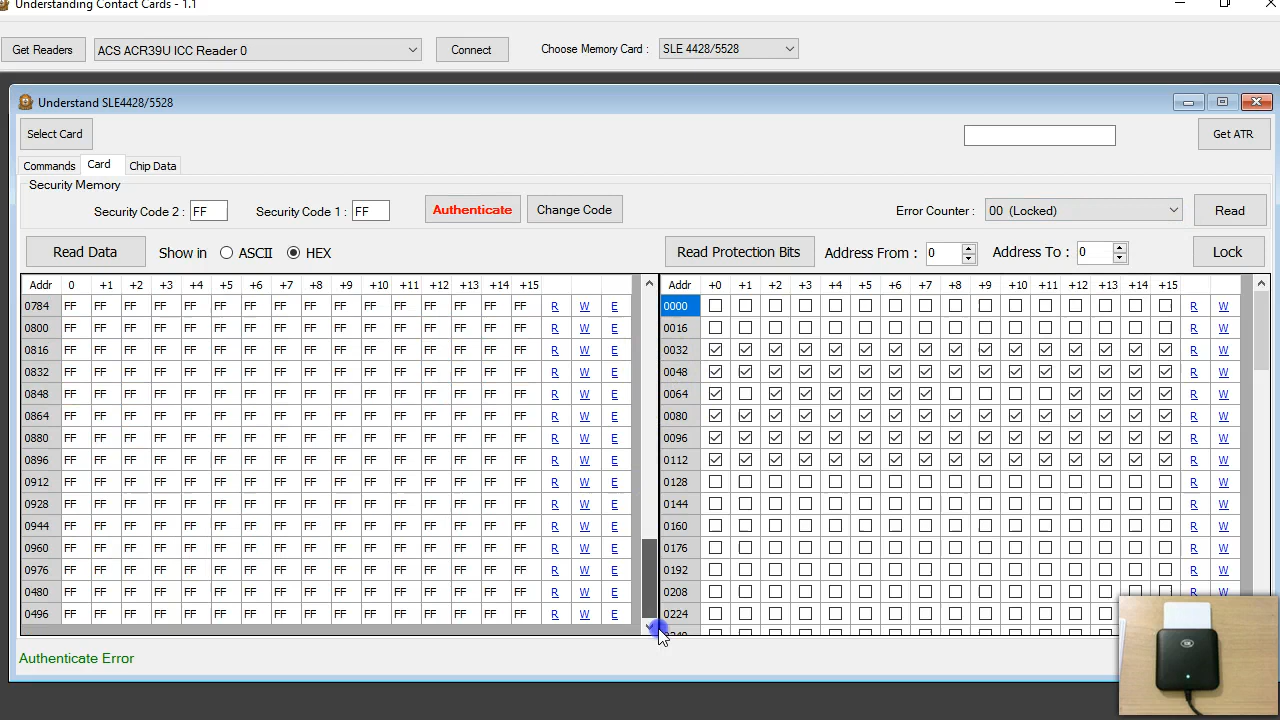 Understanding Contact Cards - 1.1
Get Readers ACS ACR39U ICC Reader 0 Connect Choose Memory Card : SLE 4428/5528
Understand SLE4428/5528
Select Card Get ATR
Commands Card Chip Data
Security Memory
Security Code 2 : FF Security Code 1 : FF Authenticate Change Code Error Counter : 00 (Locked) Read
Read Data Show in ASCII HEX Read Protection Bits Address From : 0 Address To : 0 Lock
Addr 0 +1 +2 +3 +4 +5 +6 +7 +8 +9 +10 +11 +12 +13 +14 +15 Addr +0 +1 +2 +3 +4 +5 +6 +7 +8 +9 +10 +11 +12 +13 +14 +15
0784 FF FF FF FF FF FF FF FF FF FF FF FF FF FF FF FF R W E 0000 R W
0800 FF FF FF FF FF FF FF FF FF FF FF FF FF FF FF FF R W E 0016 R W
0816 FF FF FF FF FF FF FF FF FF FF FF FF FF FF FF FF R W E 0032 R W
0832 FF FF FF FF FF FF FF FF FF FF FF FF FF FF FF FF R W E 0048 R W
0848 FF FF FF FF FF FF FF FF FF FF FF FF FF FF FF FF R W E 0064 R W
0864 FF FF FF FF FF FF FF FF FF FF FF FF FF FF FF FF R W E 0080 R W
0880 FF FF FF FF FF FF FF FF FF FF FF FF FF FF FF FF R W E 0096 R W
0896 FF FF FF FF FF FF FF FF FF FF FF FF FF FF FF FF R W E 0112 R W
0912 FF FF FF FF FF FF FF FF FF FF FF FF FF FF FF FF R W E 0128 R W
0928 FF FF FF FF FF FF FF FF FF FF FF FF FF FF FF FF R W E 0144 R W
0944 FF FF FF FF FF FF FF FF FF FF FF FF FF FF FF FF R W E 0160 R W
0960 FF FF FF FF FF FF FF FF FF FF FF FF FF FF FF FF R W E 0176 R W
0976 FF FF FF FF FF FF FF FF FF FF FF FF FF FF FF FF R W E 0192 R W
0480 FF FF FF FF FF FF FF FF FF FF FF FF FF FF FF FF R W E 0208 R W
0496 FF FF FF FF FF FF FF FF FF FF FF FF FF FF FF FF R W E 0224
Authenticate Error